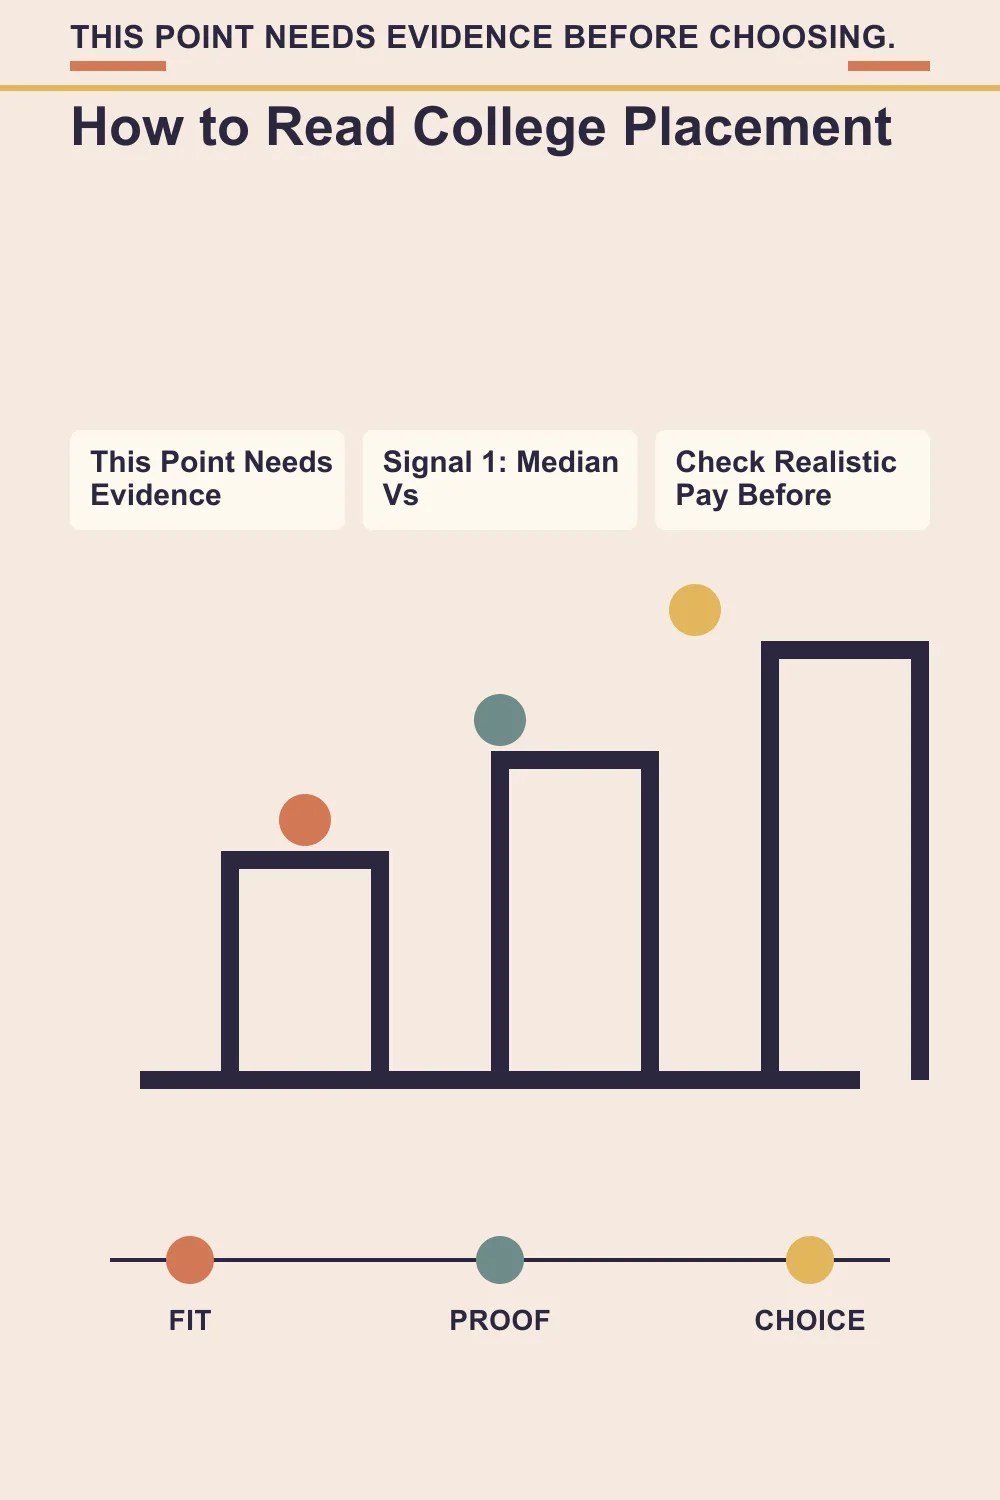 THIS POINT NEEDS EVIDENCE BEFORE CHOOSING.
How to Read College Placement
This Point Needs
Evidence
Signal 1: Median
Vs
Check Realistic
Pay Before
FIT
PROOF
CHOICE